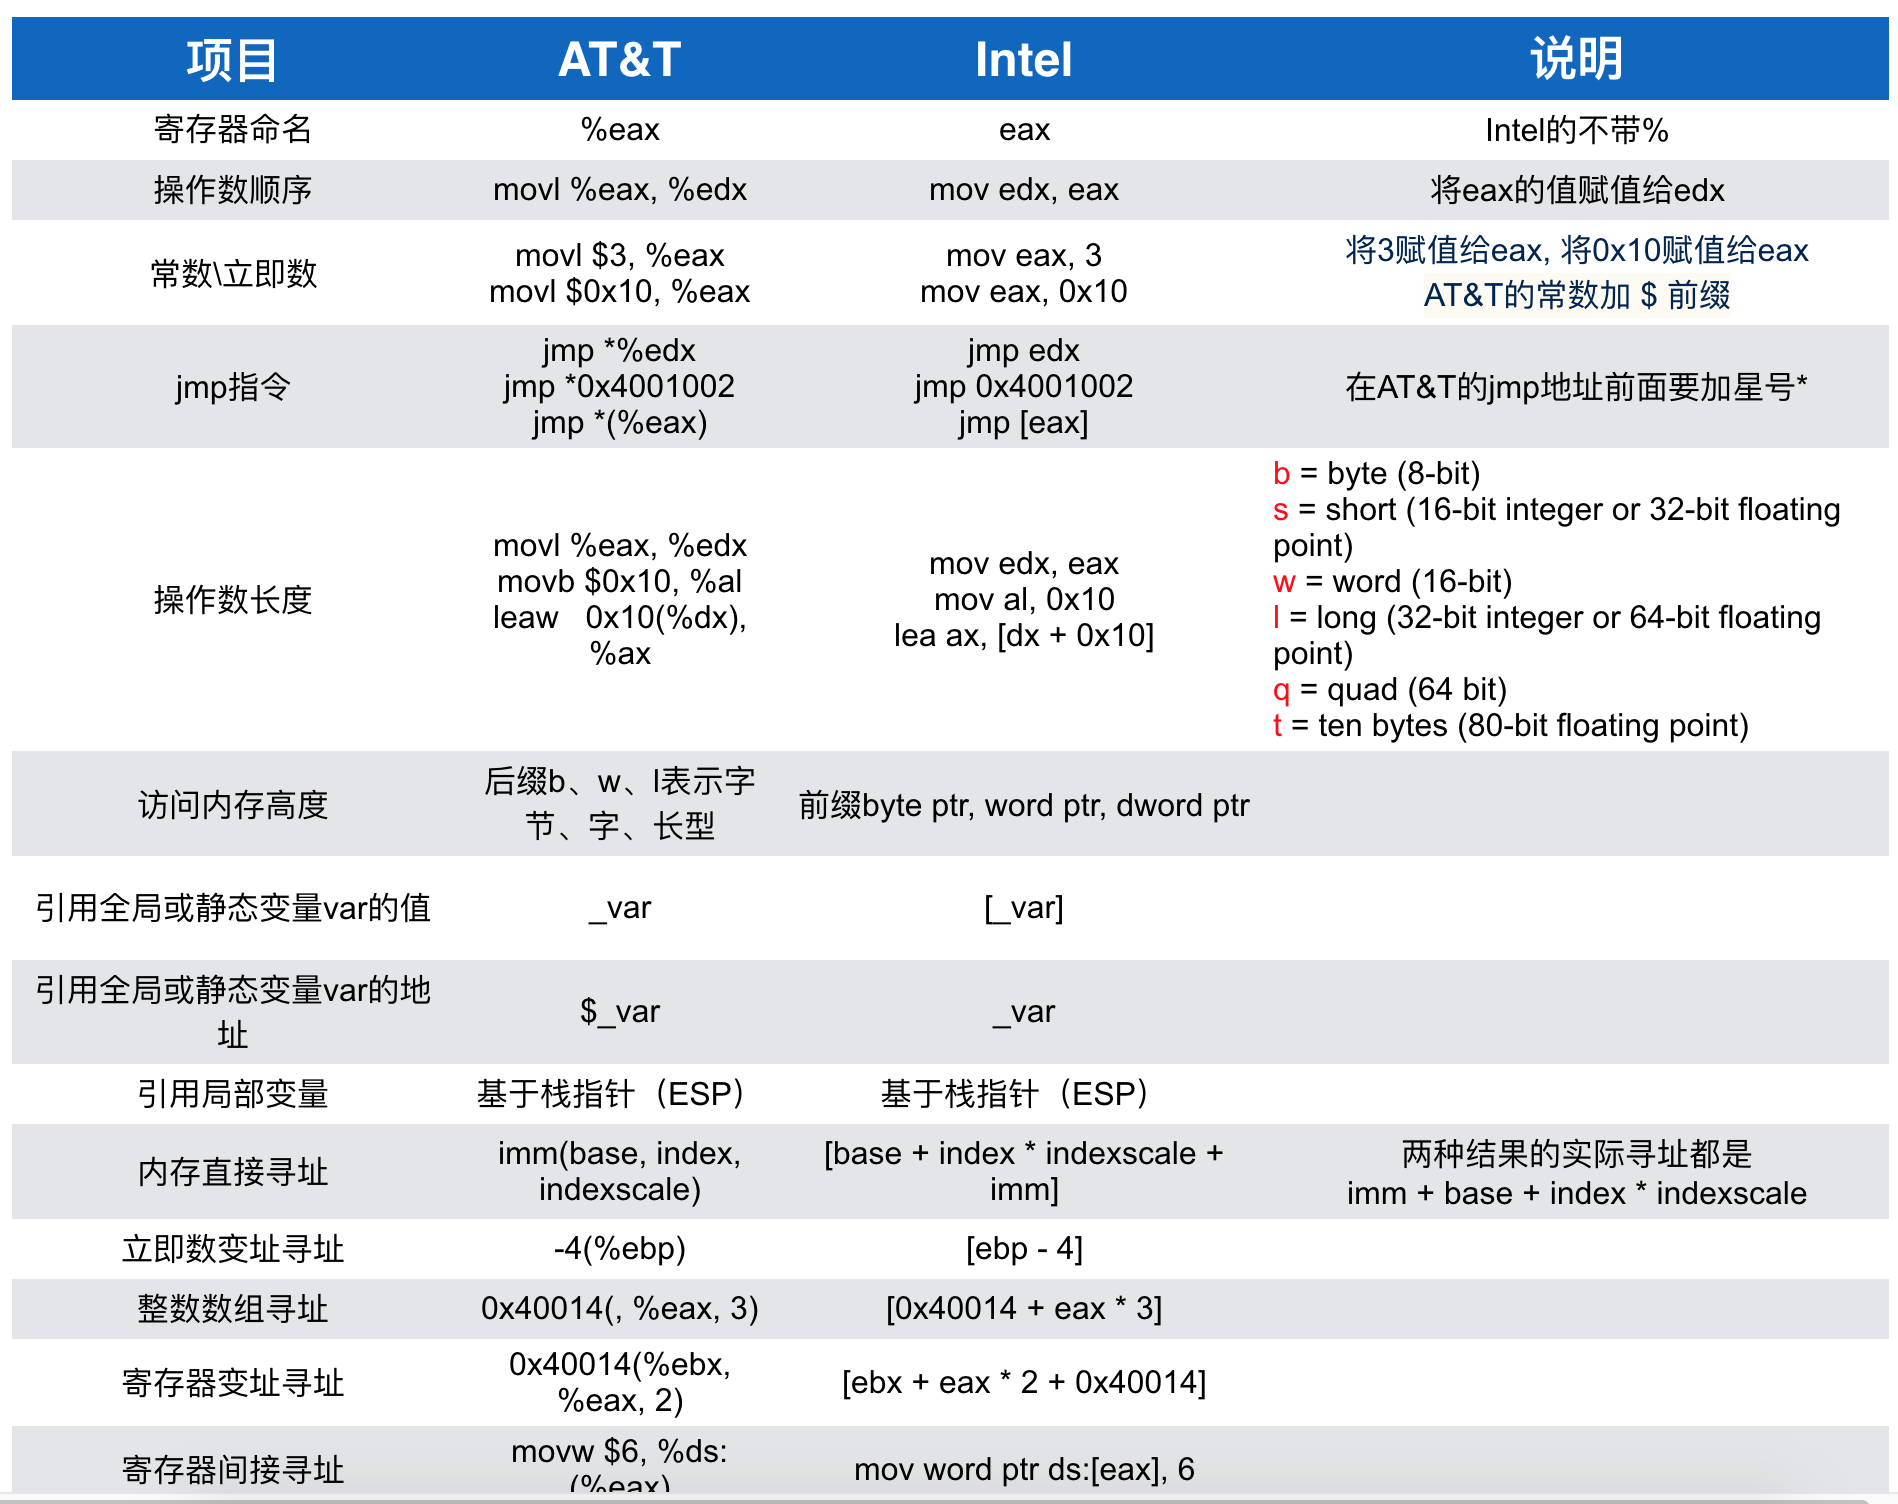 项目 AT&T Intel 说明
寄存器命名 %eax eax Intel的不带%
操作数顺序 movl %eax, %edx mov edx, eax 将eax的值赋值给edx
常数\立即数
movl $3, %eax
movl $0x10, %eax
mov eax, 3
mov eax, 0x10
将3赋值给eax, 将0x10赋值给eax
AT&T的常数加 $ 前缀
jmp指令
jmp *%edx
jmp *0x4001002
jmp *(%eax)
jmp edx
jmp 0x4001002
jmp [eax]
在AT&T的jmp地址前面要加星号*
操作数长度
movl %eax, %edx
movb $0x10, %al
leaw 0x10(%dx),
%ax
mov edx, eax
mov al, 0x10
lea ax, [dx + 0x10]
b = byte (8-bit)
s = short (16-bit integer or 32-bit floating
point)
w = word (16-bit)
l = long (32-bit integer or 64-bit floating
point)
q = quad (64 bit)
t = ten bytes (80-bit floating point)
访问内存高度
后缀b、w、l表示字
节、字、长型
前缀byte ptr, word ptr, dword ptr
引用全局或静态变量var的值 _var [_var]
引用全局或静态变量var的地
址
$_var
_var
引用局部变量 基于栈指针（ESP） 基于栈指针（ESP）
内存直接寻址
imm(base, index,
indexscale)
[base + index * indexscale +
imm]
两种结果的实际寻址都是
imm + base + index * indexscale
立即数变址寻址 -4(%ebp) [ebp - 4]
整数数组寻址 0x40014(, %eax, 3) [0x40014 + eax * 3]
寄存器变址寻址
0x40014(%ebx,
%eax, 2)
[ebx + eax * 2 + 0x40014]
寄存器间接寻址
movw $6, %ds:
(%eax)
mov word ptr ds:[eax], 6